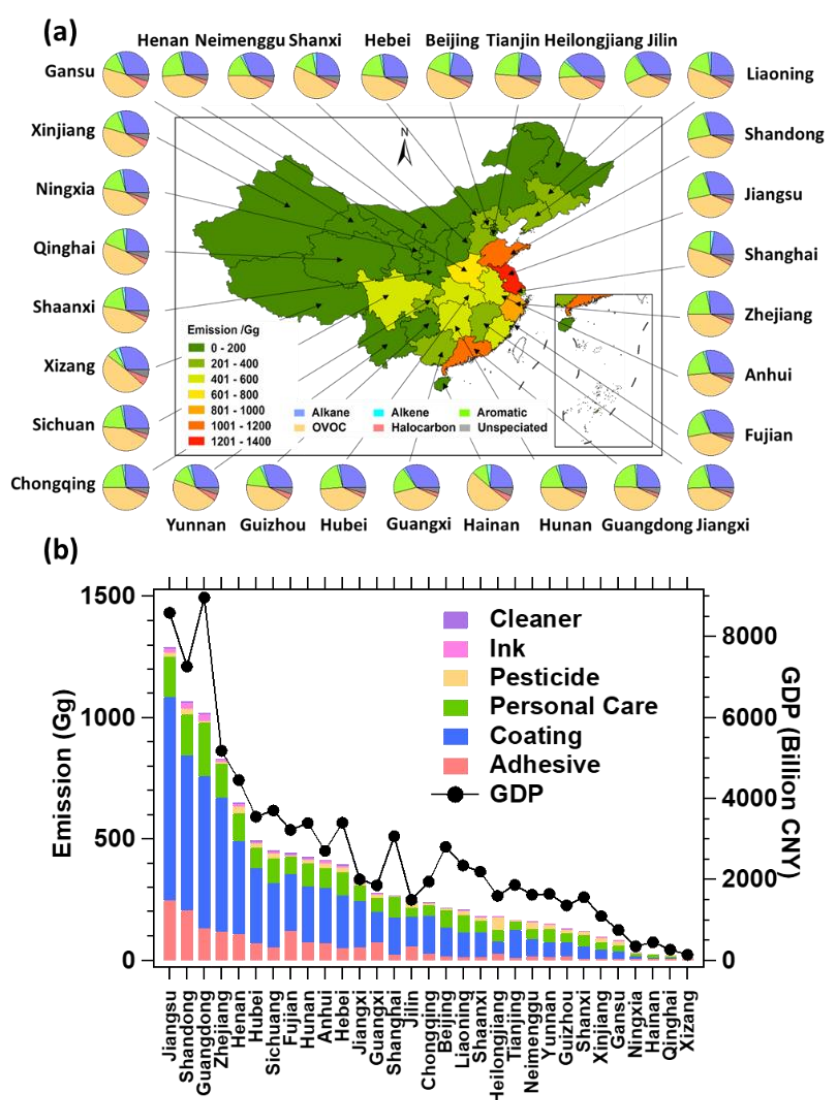 (a)
Henan Neimenggu Shanxi Hebei Beijing Tianjin Heilongjiang Jilin
Gansu
Liaoning
Xinjiang
Shandong
Ningxia
Jiangsu
Qinghai
Shanghai
Shaanxi
Zhejiang
Xizang
Anhui
Sichuan
Fujian
Chongqing
Yunnan Guizhou Hubei Guangxi Hainan Hunan Guangdong Jiangxi
N
Emission /Gg
0 - 200
201 - 400
401 - 600
601 - 800
801 - 1000
1001 - 1200
1201 - 1400
Alkane Alkene Aromatic
OVOC Halocarbon Unspeciated
(b)
1500
1000
500
0
Emission (Gg)
8000
6000
4000
2000
0
GDP (Billion CNY)
Cleaner
Ink
Pesticide
Personal Care
Coating
Adhesive
GDP
Jiangsu
Shandong
Guangdong
Zhejiang
Henan
Hubei
Sichuang
Fujian
Hunan
Anhui
Hebei
Jiangxi
Guangxi
Shanghai
Jilin
Chongqing
Beijing
Liaoning
Shaanxi
Heilongjiang
Tianjing
Neimenggu
Yunnan
Guizhou
Shanxi
Xinjiang
Gansu
Ningxia
Hainan
Qinghai
Xizang